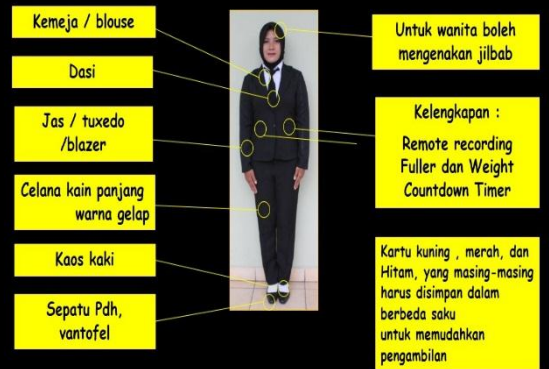 Kemeja / blouse
Dasi
Jas / tuxedo
/blazer
Celana kain panjang
warna gelap
Kaos kaki
Sepatu Pdh,
vantofel
Untuk wanita boleh
mengenakan jilbab
Kelengkapan :
Remote recording
Fuller dan Weight
Countdown Timer
Kartu kuning , merah, dan
Hitam, yang masing-masing
harus disimpan dalam
berbeda saku
untuk memudahkan
pengambilan